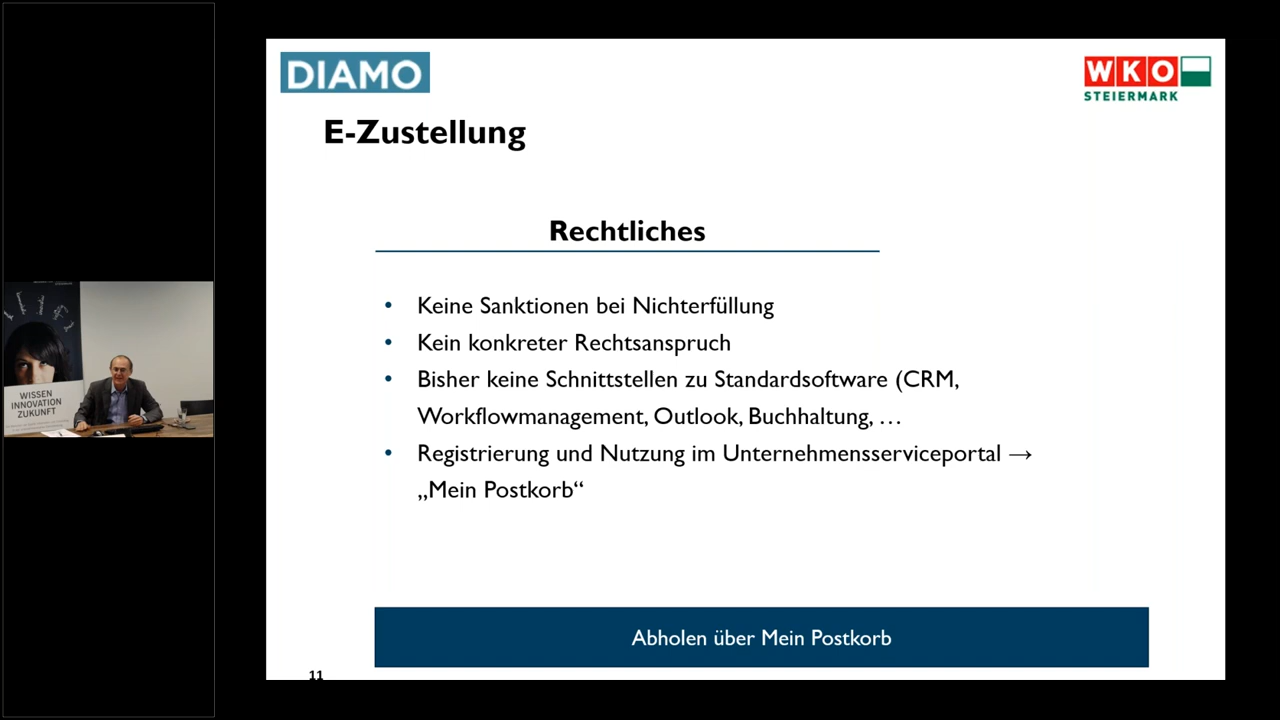 DIAMO
WKO
STEIERMARK
E-Zustellung
Rechtliches
• Keine Sanktionen bei Nichterfüllung
• Kein konkreter Rechtsanspruch
• Bisher keine Schnittstellen zu Standardsoftware (CRM,
Workflowmanagement, Outlook, Buchhaltung, …
• Registrierung und Nutzung im Unternehmensserviceportal →
„Mein Postkorb“
Abholen über Mein Postkorb
11
WISSEN
INNOVATION
ZUKUNFT